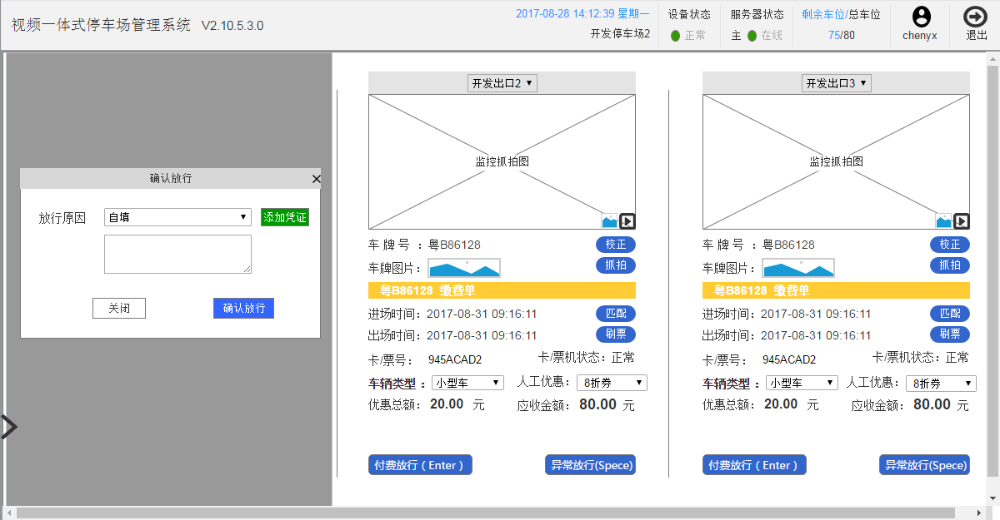 视频一体式停车场管理系统 V2.10.5.3.0
2017-08-28 14:12:39 星期一
开发停车场2
设备状态
正常
服务器状态
主 在线
剩余车位/总车位
75/80
chenyx
退出
确认放行
放行原因 自填 添加凭证
关闭 确认放行
开发出口2
监控抓拍图
车 牌 号 ：粤B86128 校正
车牌图片： 抓拍
粤B86128 缴费单
进场时间：2017-08-31 09:16:11 匹配
出场时间：2017-08-31 09:16:11 刷票
卡/票号： 945ACAD2 卡/票机状态：正常
车辆类型 ： 小型车 人工优惠： 8折券
优惠总额： 20.00 元 应收金额： 80.00 元
付费放行（Enter ） 异常放行(Spece)
开发出口3
监控抓拍图
车 牌 号 ：粤B86128 校正
车牌图片： 抓拍
粤B86128 缴费单
进场时间：2017-08-31 09:16:11 匹配
出场时间：2017-08-31 09:16:11 刷票
卡/票号： 945ACAD2 卡/票机状态：正常
车辆类型 ： 小型车 人工优惠： 8折券
优惠总额： 20.00 元 应收金额： 80.00 元
付费放行（Enter ） 异常放行(Spece)